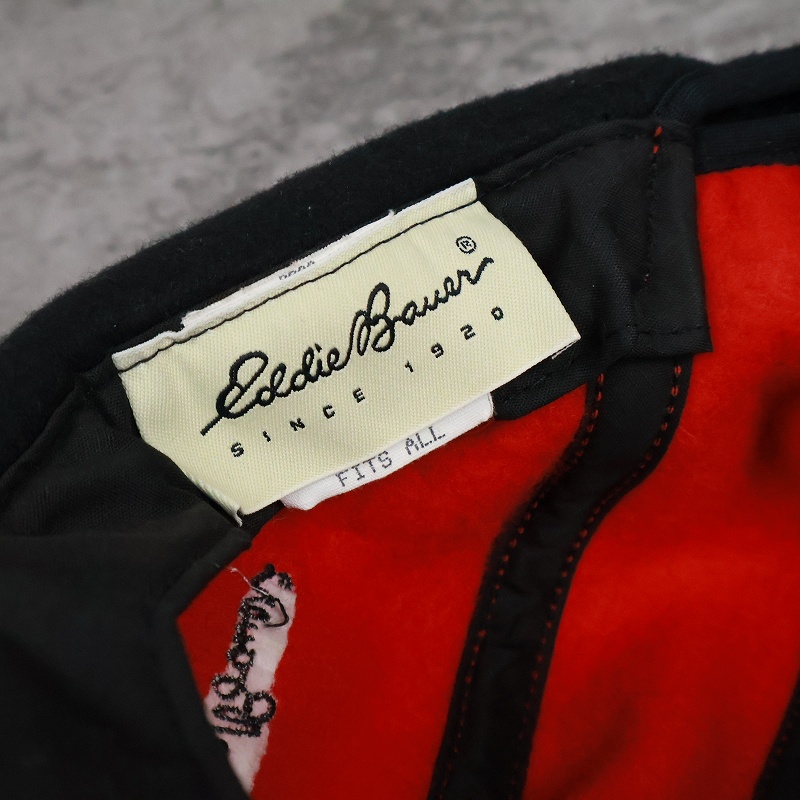 Eddie Bauer ®
SINCE 1920
FITS ALL